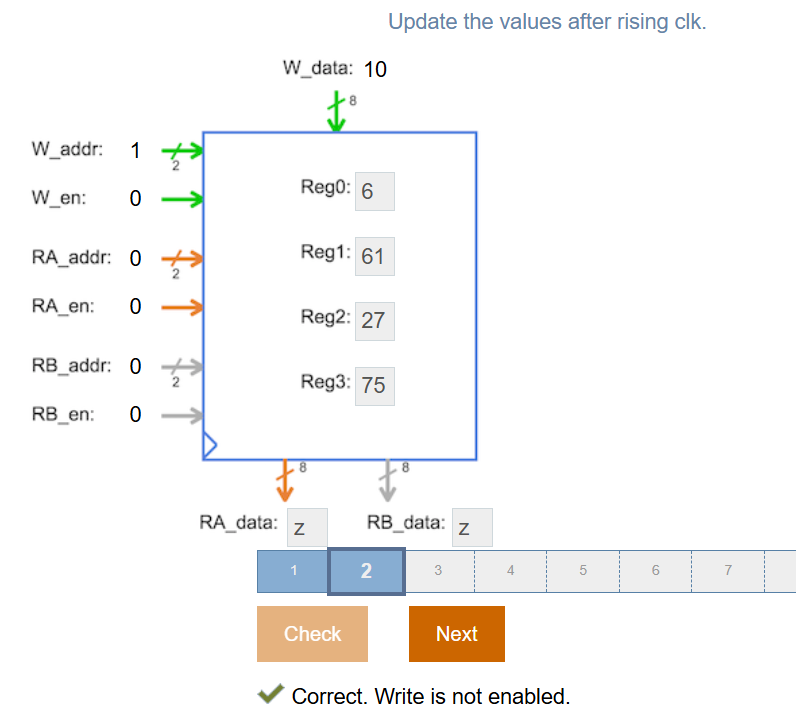 Update the values after rising clk.
W_data: 10
8
W_addr: 1
2
W_en: 0
Reg0: 6
RA_addr: 0
2
Reg1: 61
RA_en: 0
Reg2: 27
RB_addr: 0
2
Reg3: 75
RB_en: 0
8 8
RA_data: z RB_data: z
1 2 3 4 5 6 7
Check Next
Correct. Write is not enabled.